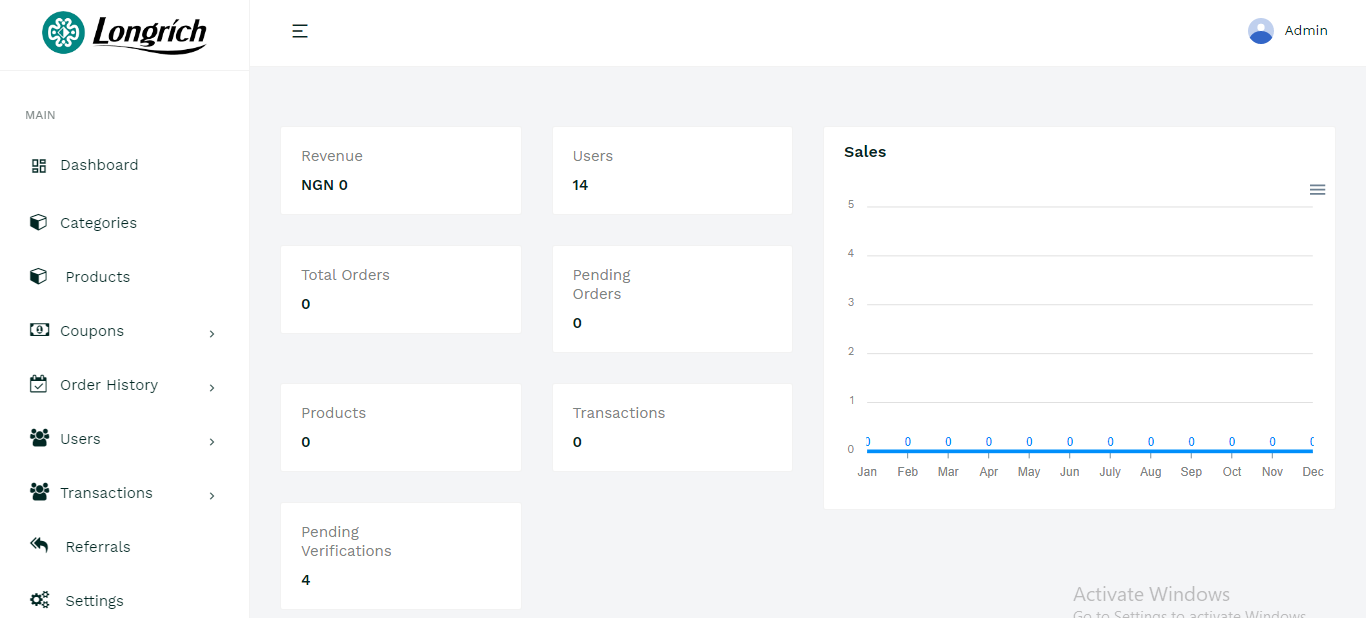 Longrích
Admin
MAIN
Dashboard
Categories
Products
Coupons
Order History
Users
Transactions
Referrals
Settings
Revenue
NGN 0
Users
14
Total Orders
0
Pending
Orders
0
Products
0
Transactions
0
Pending
Verifications
4
Sales
5
4
3
2
1
0
0 0 0 0 0 0 0 0 0 0 0 0
Jan Feb Mar Apr May Jun July Aug Sep Oct Nov Dec
Activate Windows
Go to Settings to activate Windows.